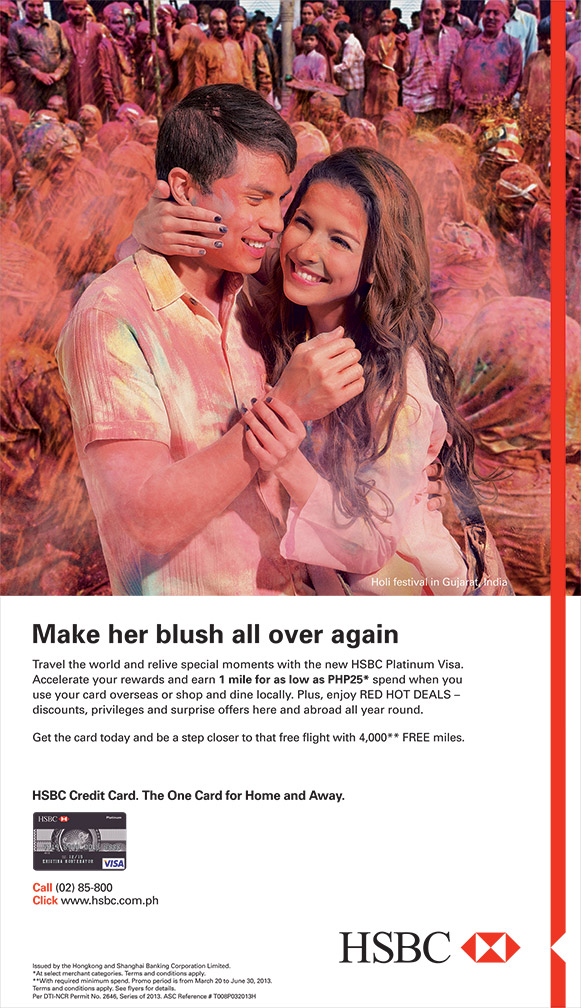 Holi festival in Gujarat, India
Make her blush all over again
Travel the world and relive special moments with the new HSBC Platinum Visa.
Accelerate your rewards and earn 1 mile for as low as PHP25* spend when you
use your card overseas or shop and dine locally. Plus, enjoy RED HOT DEALS –
discounts, privileges and surprise offers here and abroad all year round.
Get the card today and be a step closer to that free flight with 4,000** FREE miles.
HSBC Credit Card. The One Card for Home and Away.
HSBC Platinum
VISA
Call (02) 85-800
Click www.hsbc.com.ph
HSBC
Issued by the Hongkong and Shanghai Banking Corporation Limited.
*At select merchant categories. Terms and conditions apply.
**With required minimum spend. Promo period is from March 20 to June 30, 2013.
Terms and conditions apply. See flyers for details.
Per DTI-NCR Permit No. 2646, Series of 2013. ASC Reference # T008P032013H